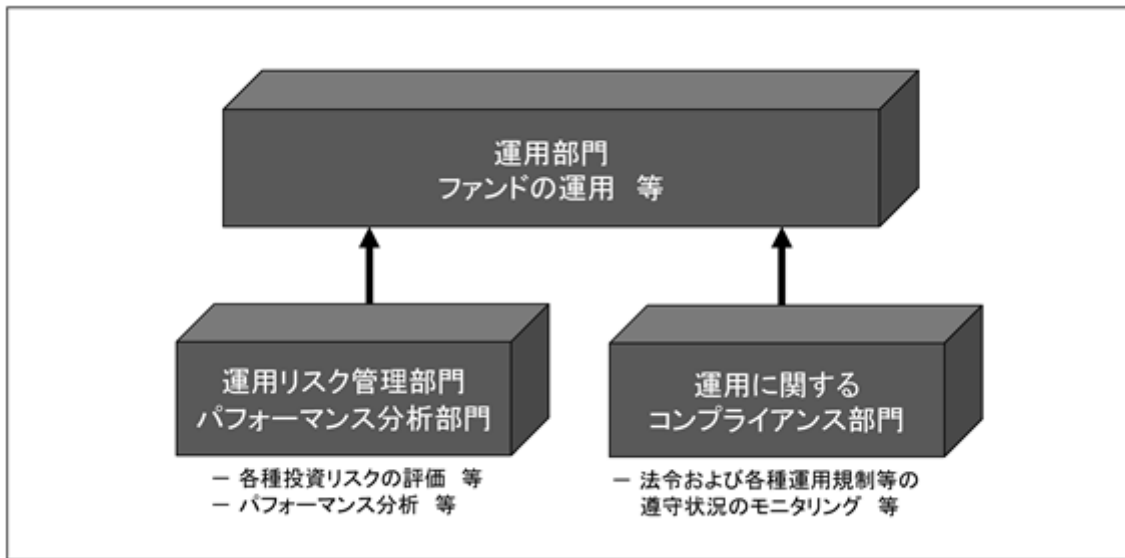 運用部門
ファンドの運用 等
運用リスク管理部門
パフォーマンス分析部門
運用に関する
コンプライアンス部門
－ 各種投資リスクの評価 等
－ パフォーマンス分析 等
－ 法令および各種運用規制等の
遵守状況のモニタリング 等